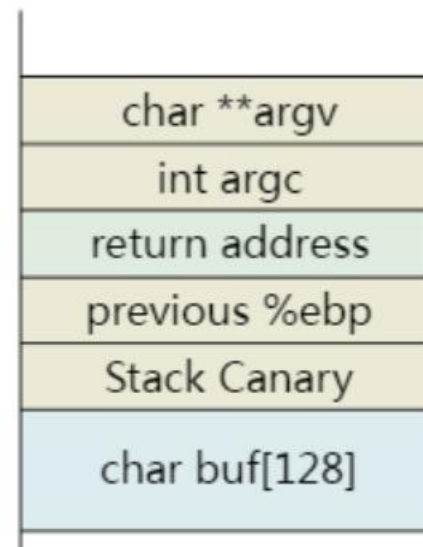 char **argv
int argc
return address
previous %ebp
Stack Canary
char buf[128]